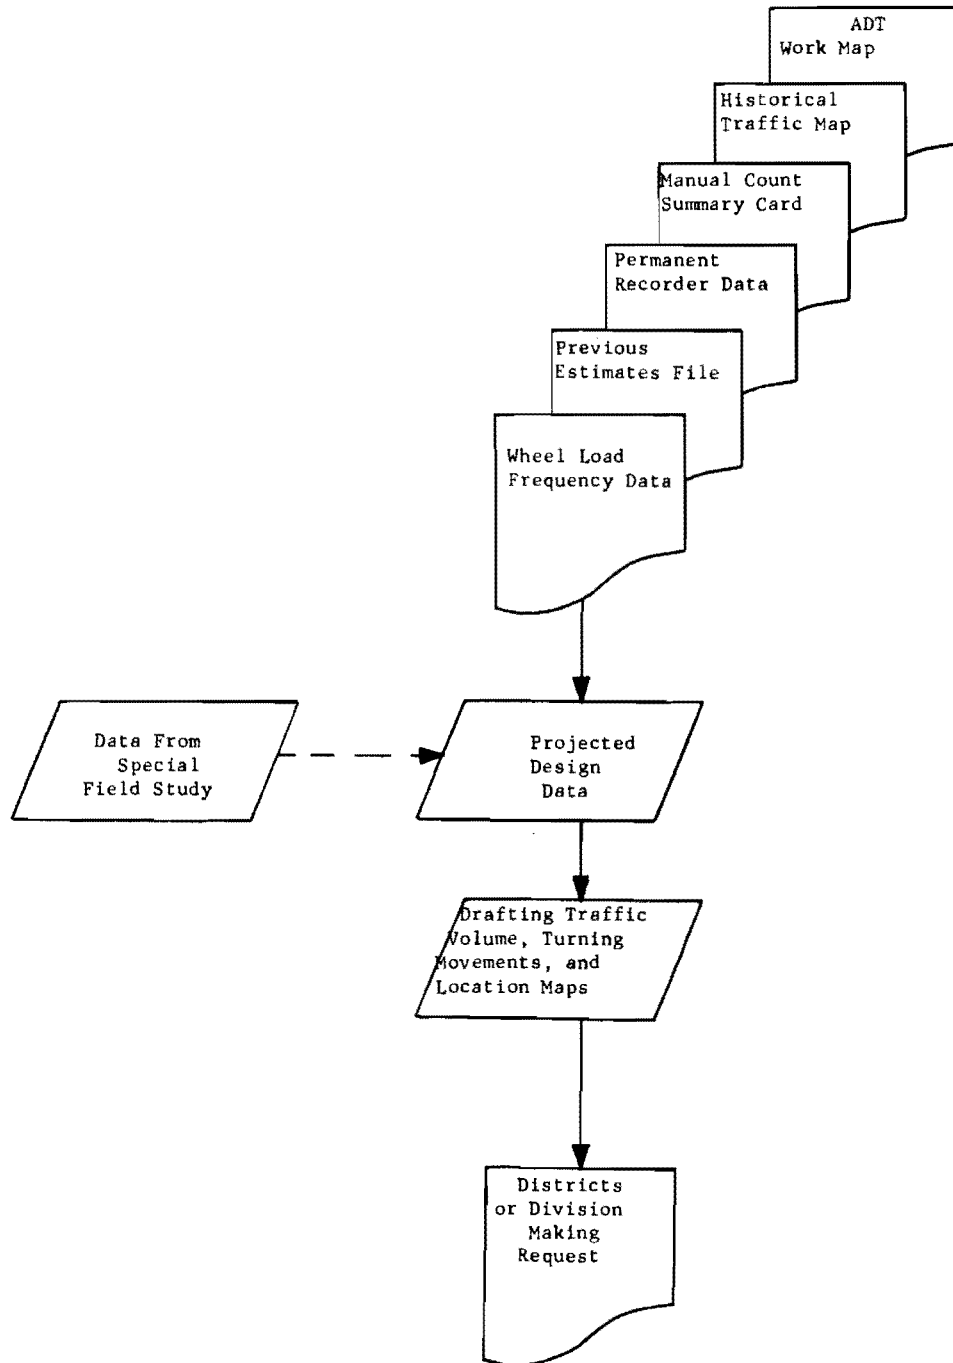 ADT
Work Map
Historical
Traffic Map
Manual Count
Summary Card
Permanent
Recorder Data
Previous
Estimates File
Wheel Load
Frequency Data
Data From
Special
Field Study
Projected
Design
Data
Drafting Traffic
Volume, Turning
Movements, and
Location Maps
Districts
or Division
Making
Request